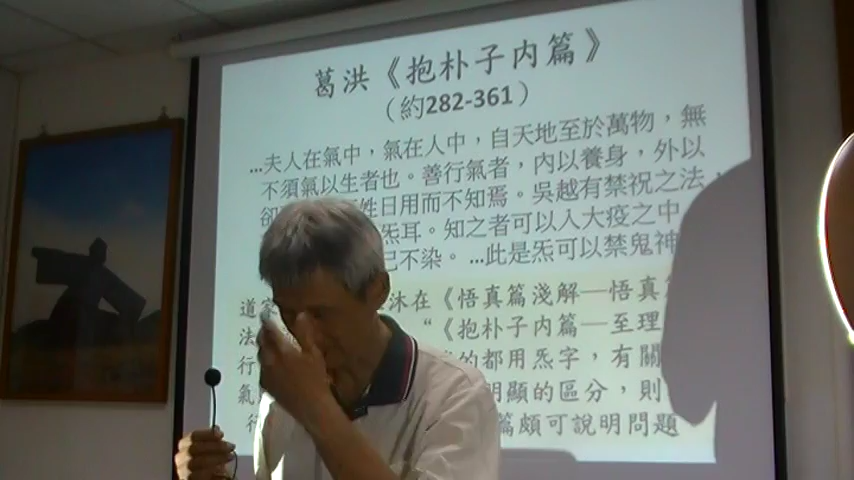 葛洪《抱朴子内篇》
（約282-361）
…夫人在氣中，氣在人中，自天地至於萬物，無
不須氣以生者也。善行氣者，內以養身，外以
姓日用而不知焉。吳越有禁祝之法，
炁耳。知之者可以入大疫之中
己不染。…此是炁可以禁鬼神
道家 沐在《悟真篇淺解—悟真
法 “《抱朴子内篇—至理
行 的都用炁字，有關
氣 明顯的區分，則
篇頗可說明問題